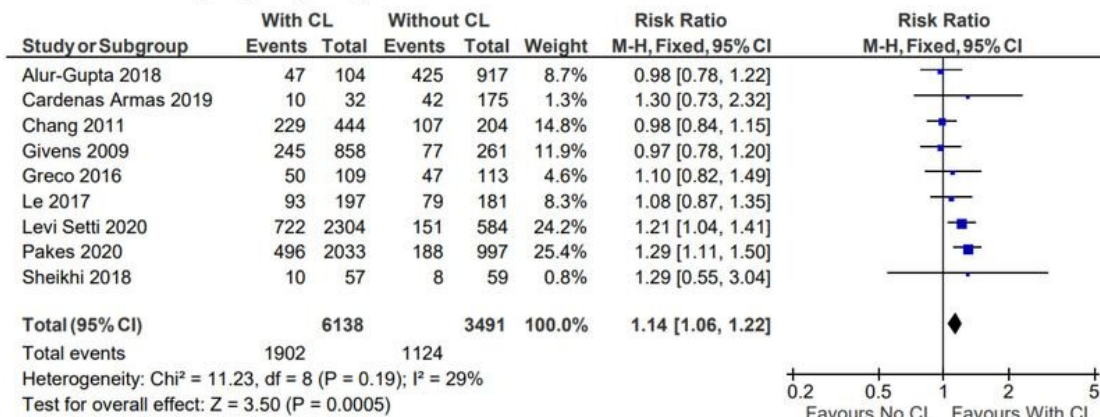 With CL Without CL Risk Ratio Risk Ratio
Study or Subgroup Events Total Events Total Weight M-H, Fixed, 95% CI M-H, Fixed, 95% CI
Alur-Gupta 2018 47 104 425 917 8.7% 0.98 [0.78, 1.22]
Cardenas Armas 2019 10 32 42 175 1.3% 1.30 [0.73, 2.32]
Chang 2011 229 444 107 204 14.8% 0.98 [0.84, 1.15]
Givens 2009 245 858 77 261 11.9% 0.97 [0.78, 1.20]
Greco 2016 50 109 47 113 4.6% 1.10 [0.82, 1.49]
Le 2017 93 197 79 181 8.3% 1.08 [0.87, 1.35]
Levi Setti 2020 722 2304 151 584 24.2% 1.21 [1.04, 1.41]
Pakes 2020 496 2033 188 997 25.4% 1.29 [1.11, 1.50]
Sheikhi 2018 10 57 8 59 0.8% 1.29 [0.55, 3.04]
Total (95% CI) 6138 3491 100.0% 1.14 [1.06, 1.22]
Total events 1902 1124
Heterogeneity: Chi² = 11.23, df = 8 (P = 0.19); I² = 29%
Test for overall effect: Z = 3.50 (P = 0.0005)
0.2 0.5 1 2 5
Favours No CL Favours With CL